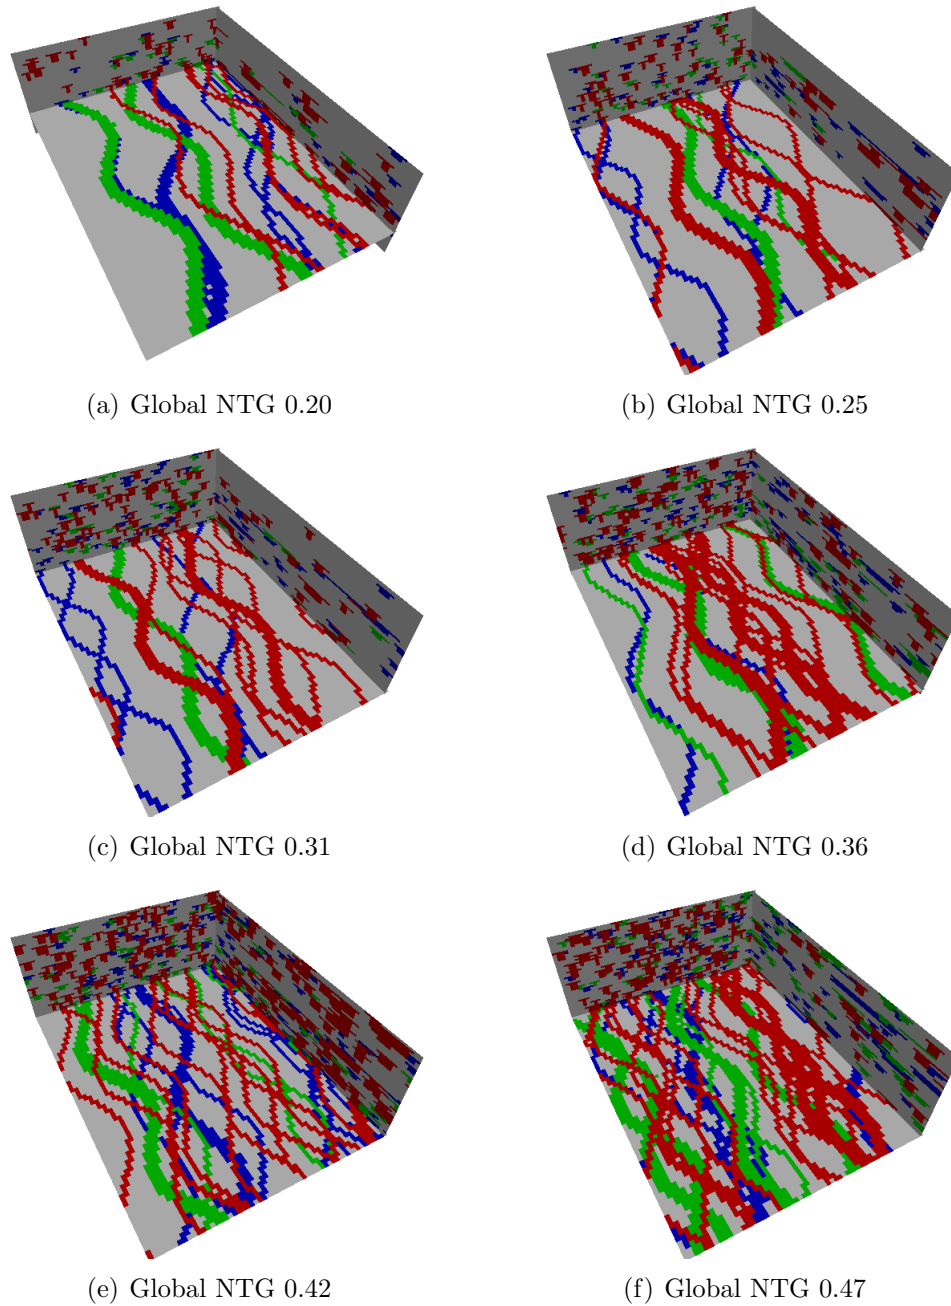 (a) Global NTG 0.20
(b) Global NTG 0.25
(c) Global NTG 0.31
(d) Global NTG 0.36
(e) Global NTG 0.42
(f) Global NTG 0.47